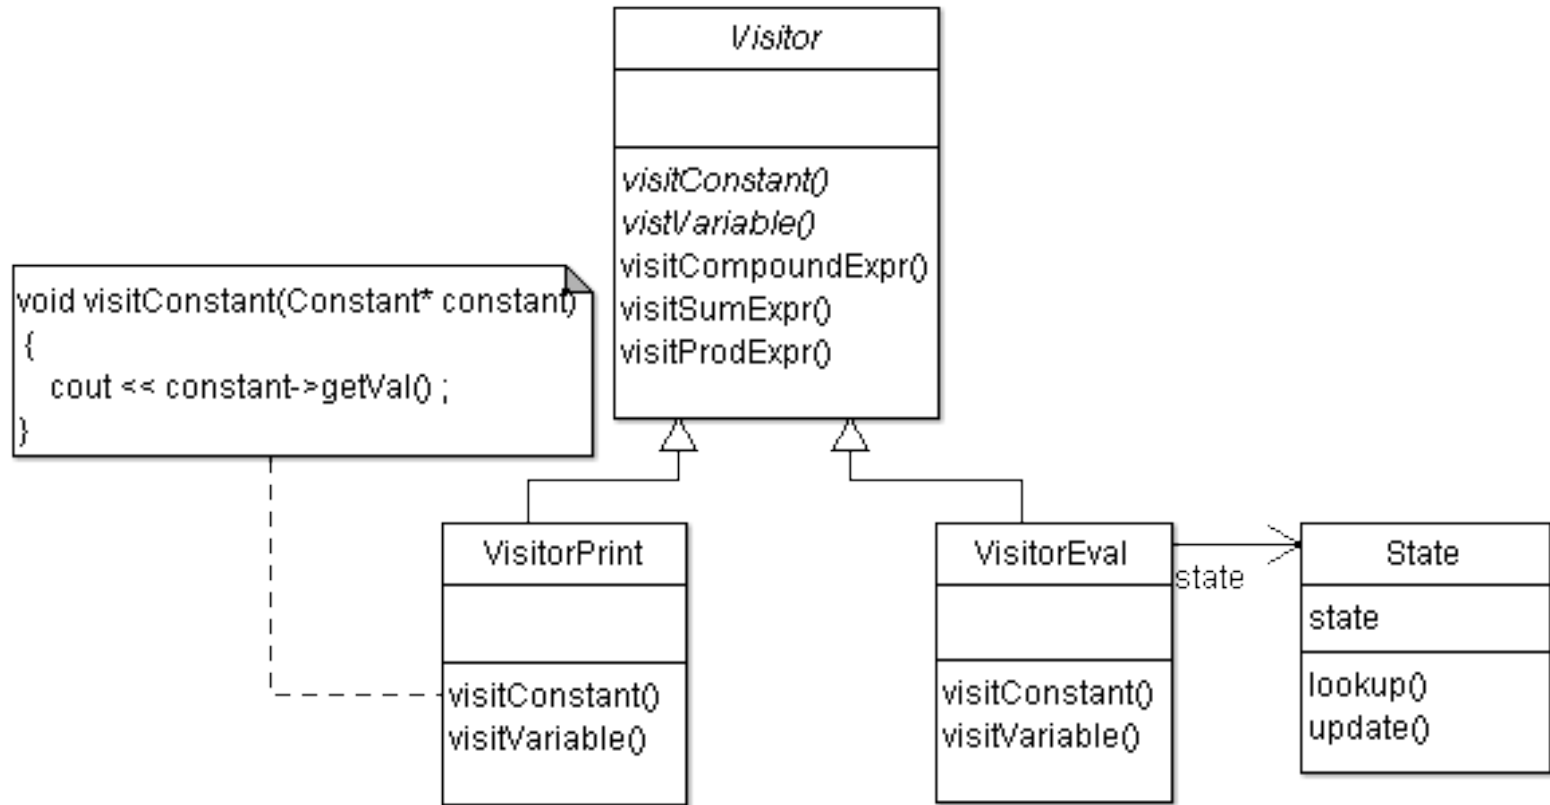 Visitor
visitConstant()
vistVariable()
visitCompoundExpr()
visitSumExpr()
visitProdExpr()
void visitConstant(Constant* constant)
{
cout << constant->getVal() ;
}
VisitorPrint
visitConstant()
visitVariable()
VisitorEval
visitConstant()
visitVariable()
state
State
state
lookup()
update()